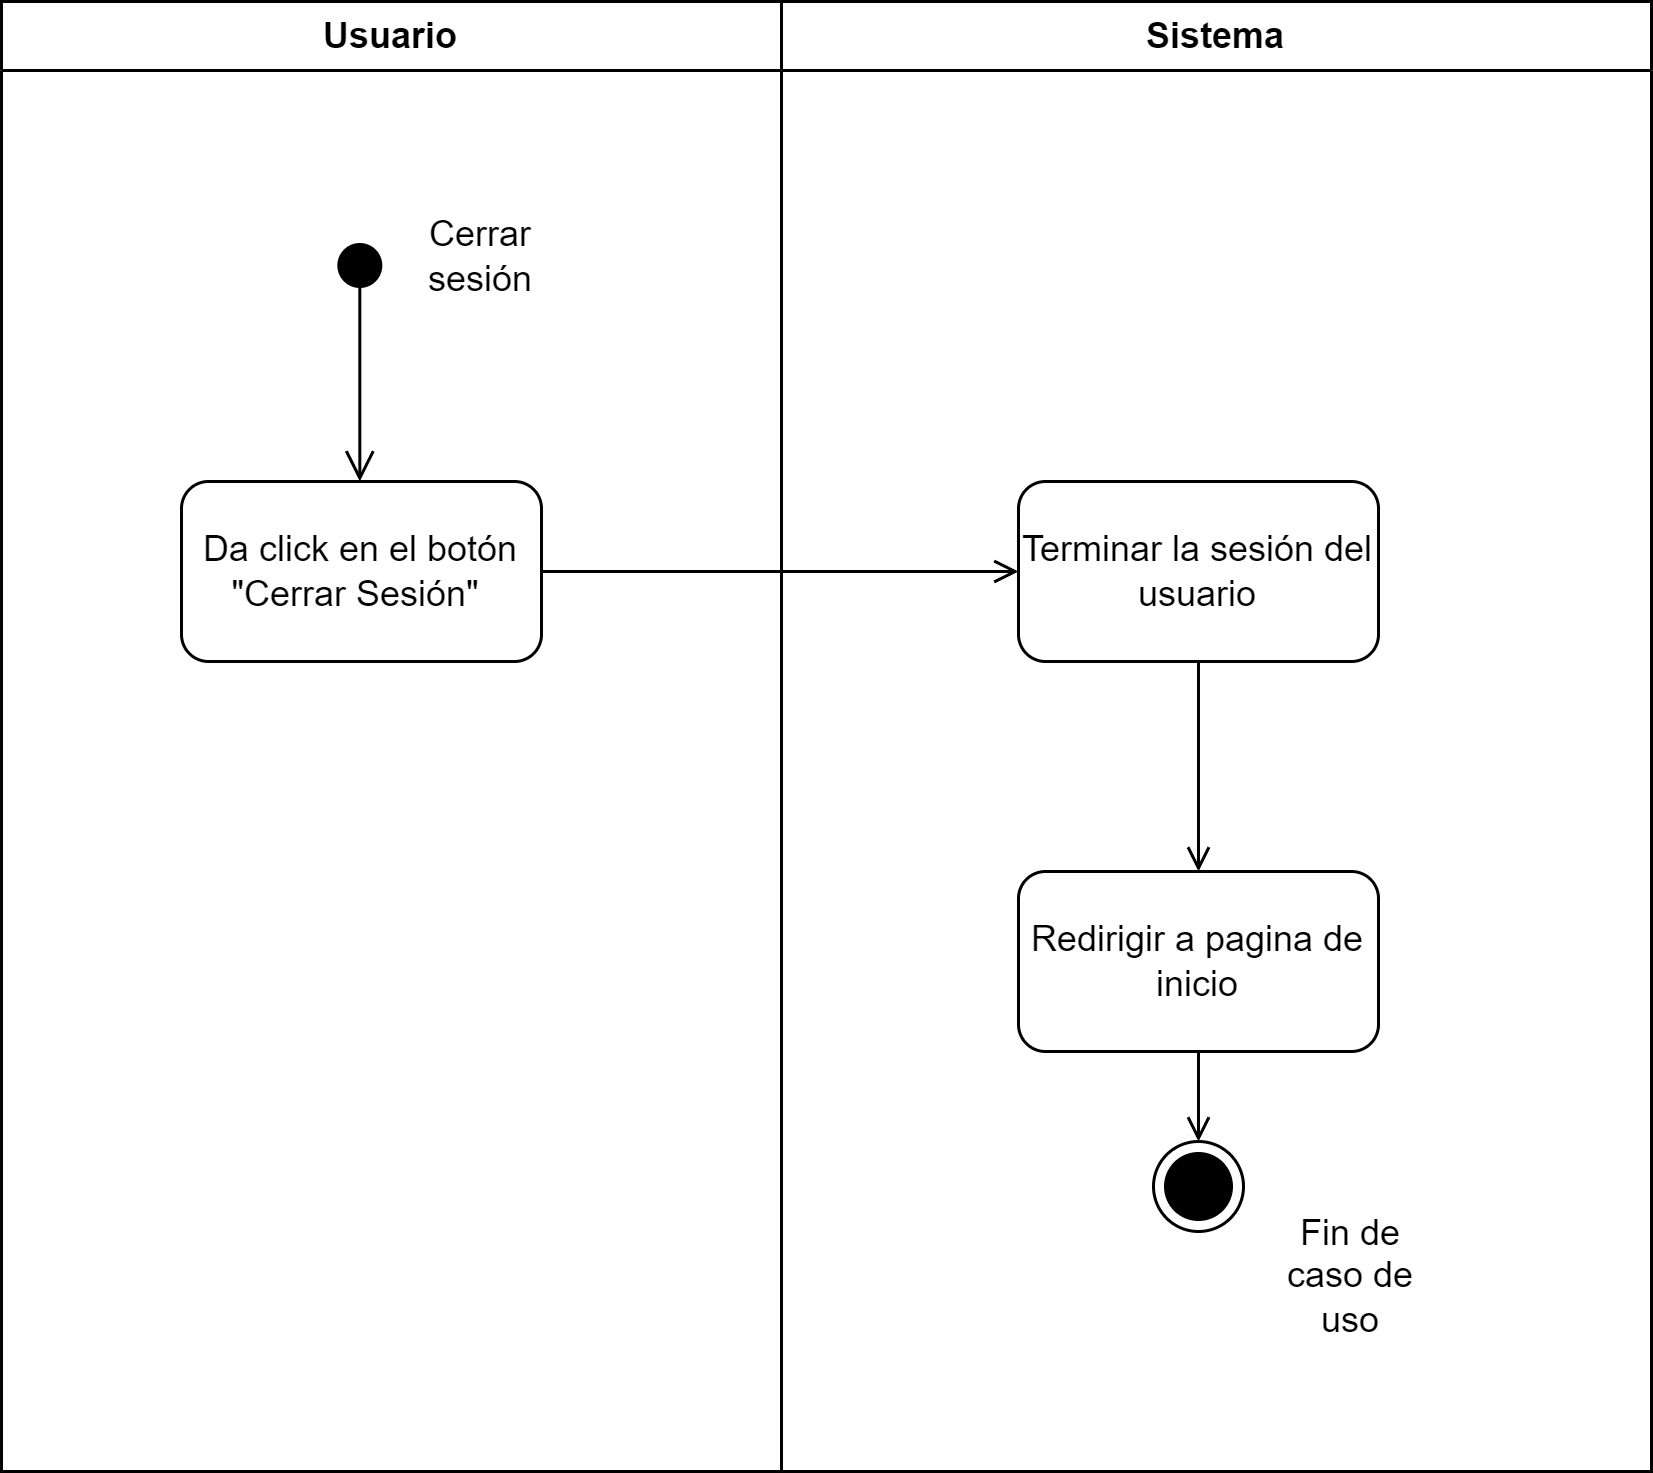 Usuario
Sistema
Cerrar
sesión
Da click en el botón
"Cerrar Sesión"
Terminar la sesión del
usuario
Redirigir a pagina de
inicio
Fin de
caso de
uso